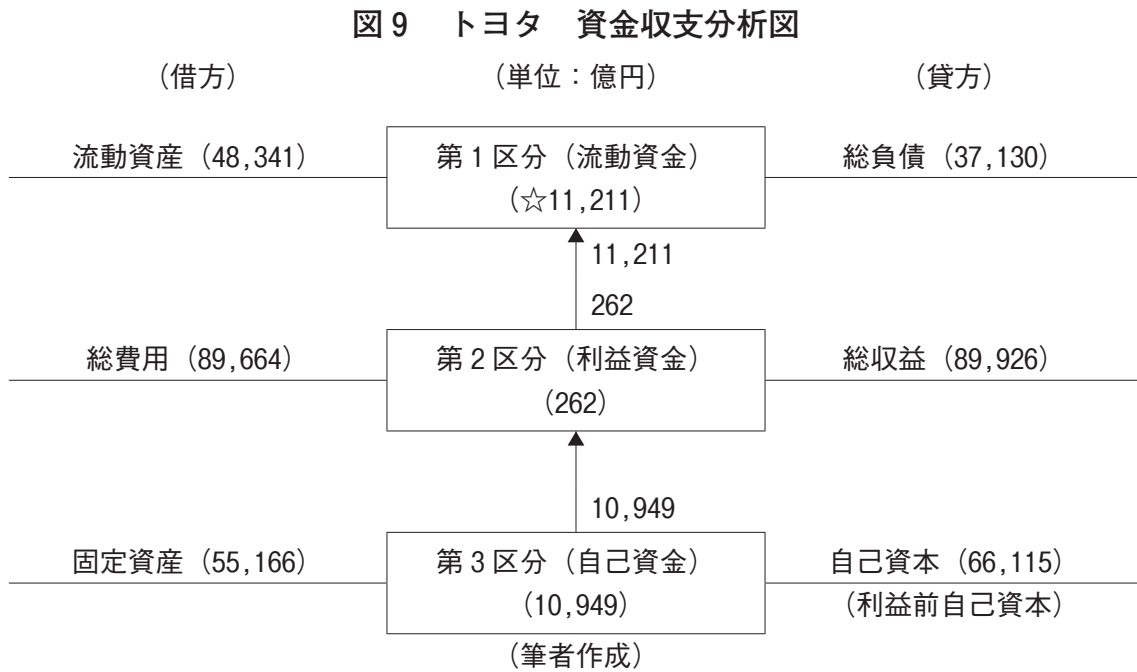 図9 トヨタ 資金収支分析図
（借方） （単位：億円） （貸方）
流動資産（48,341） 第1区分（流動資金） 総負債（37,130）
（☆11,211）
11,211
262
総費用（89,664） 第2区分（利益資金） 総収益（89,926）
（262）
10,949
固定資産（55,166） 第3区分（自己資金） 自己資本（66,115）
（10,949） （利益前自己資本）
（筆者作成）